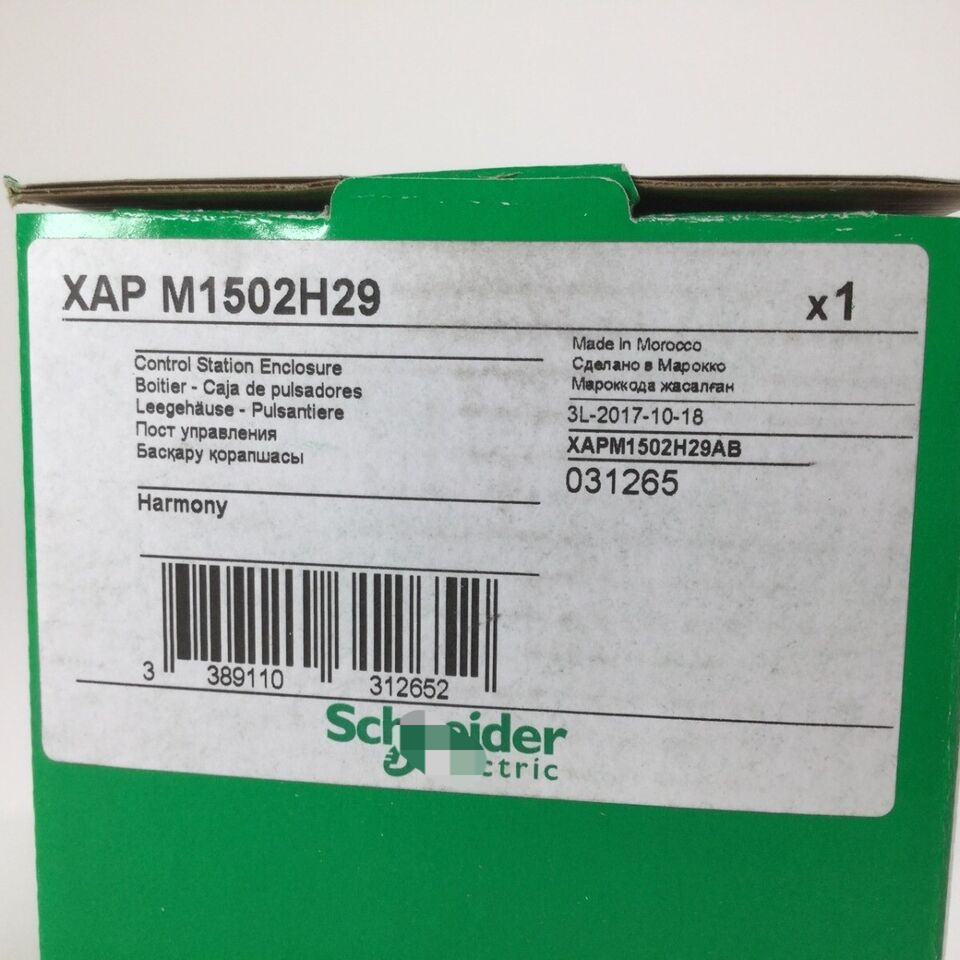 XAP M1502H29
x1
Control Station Enclosure
Boitier - Caja de pulsadores
Leegehäuse - Pulsantiere
Пост управления
Басқару қорапшасы
Harmony
Made In Morocco
Сделано в Марокко
Мароккода жасалған
3L-2017-10-18
XAPM1502H29AB
031265
3 389110 312652